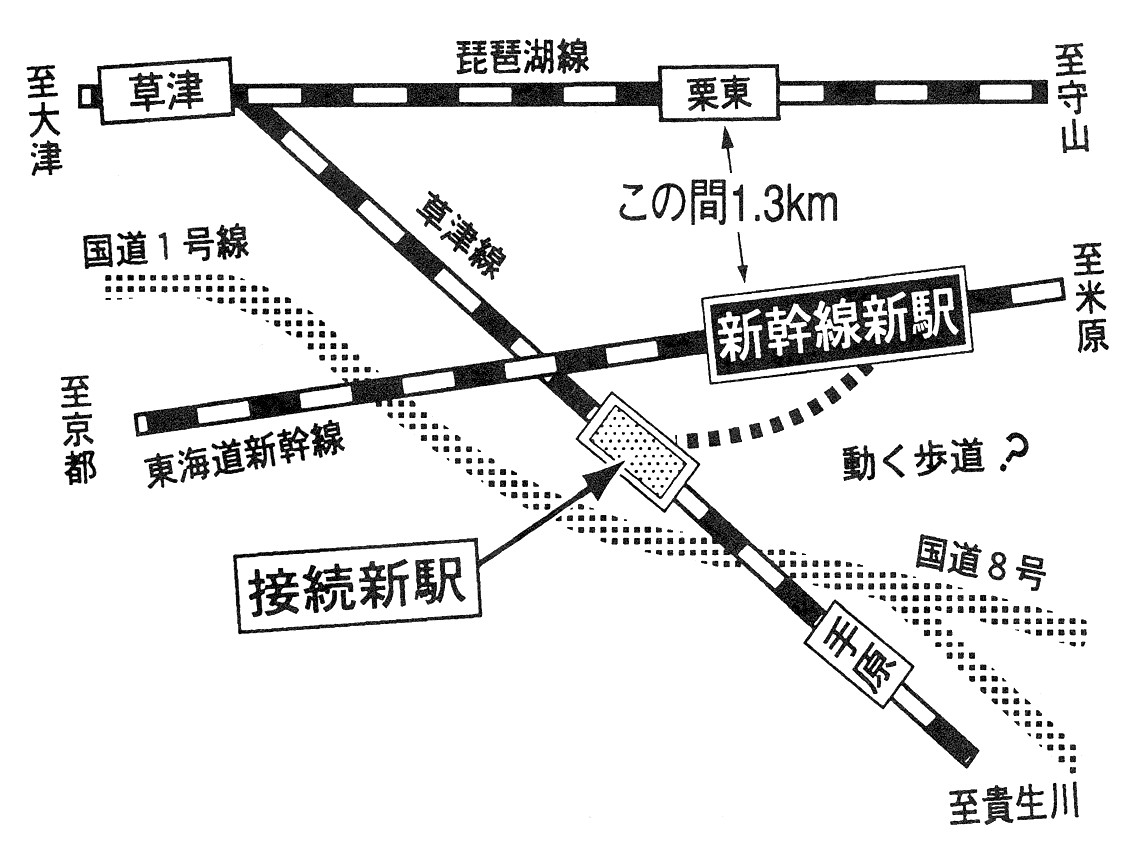 琵琶湖線
至大津
草津
栗東
至守山
この間1.3km
草津線
国道1号線
至米原
新幹線新駅
至京都
東海道新幹線
動く歩道?
接続新駅
国道8号
手原
至貴生川